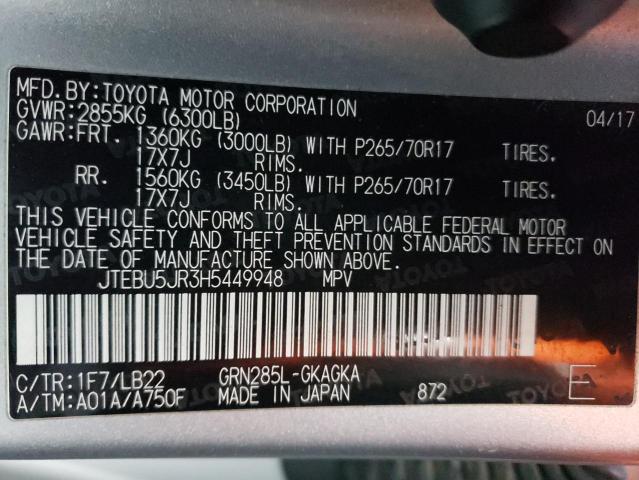 MFD.BY:TOYOTA MOTOR CORPORATION 04/17
GVWR:2855KG (6300LB)
GAWR:FRT. 1360KG (3000LB) WITH P265/70R17 TIRES.
17X7J RIMS.
RR. 1560KG (3450LB) WITH P265/70R17 TIRES.
17X7J RIMS.
THIS VEHICLE CONFORMS TO ALL APPLICABLE FEDERAL MOTOR
VEHICLE SAFETY AND THEFT PREVENTION STANDARDS IN EFFECT ON
THE DATE OF MANUFACTURE SHOWN ABOVE.
JTEBU5JR3H5449948 MPV
C/TR:1F7/LB22 GRN285L-GKAGKA
A/TM:A01A/A750F MADE IN JAPAN 872 E